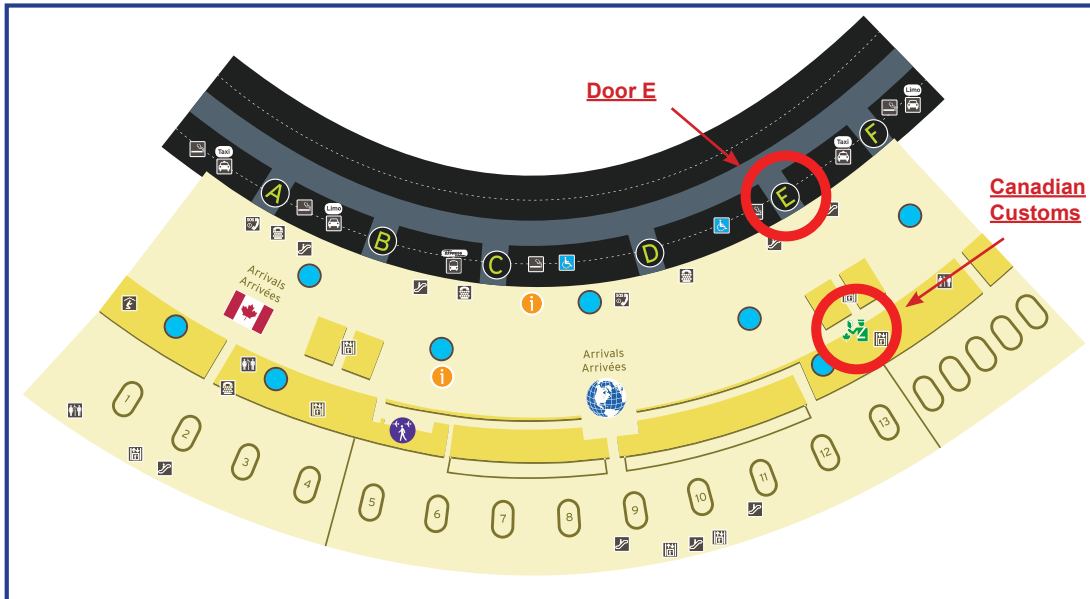 Door E
Limo
F
Taxi
E
Canadian
Customs
Taxi
A
Limo
B
C
D
Arrivals
Arrivées
i
Arrivals
Arrivées
i
1
2
3
4
5
6
7
8
9
10
11
12
13